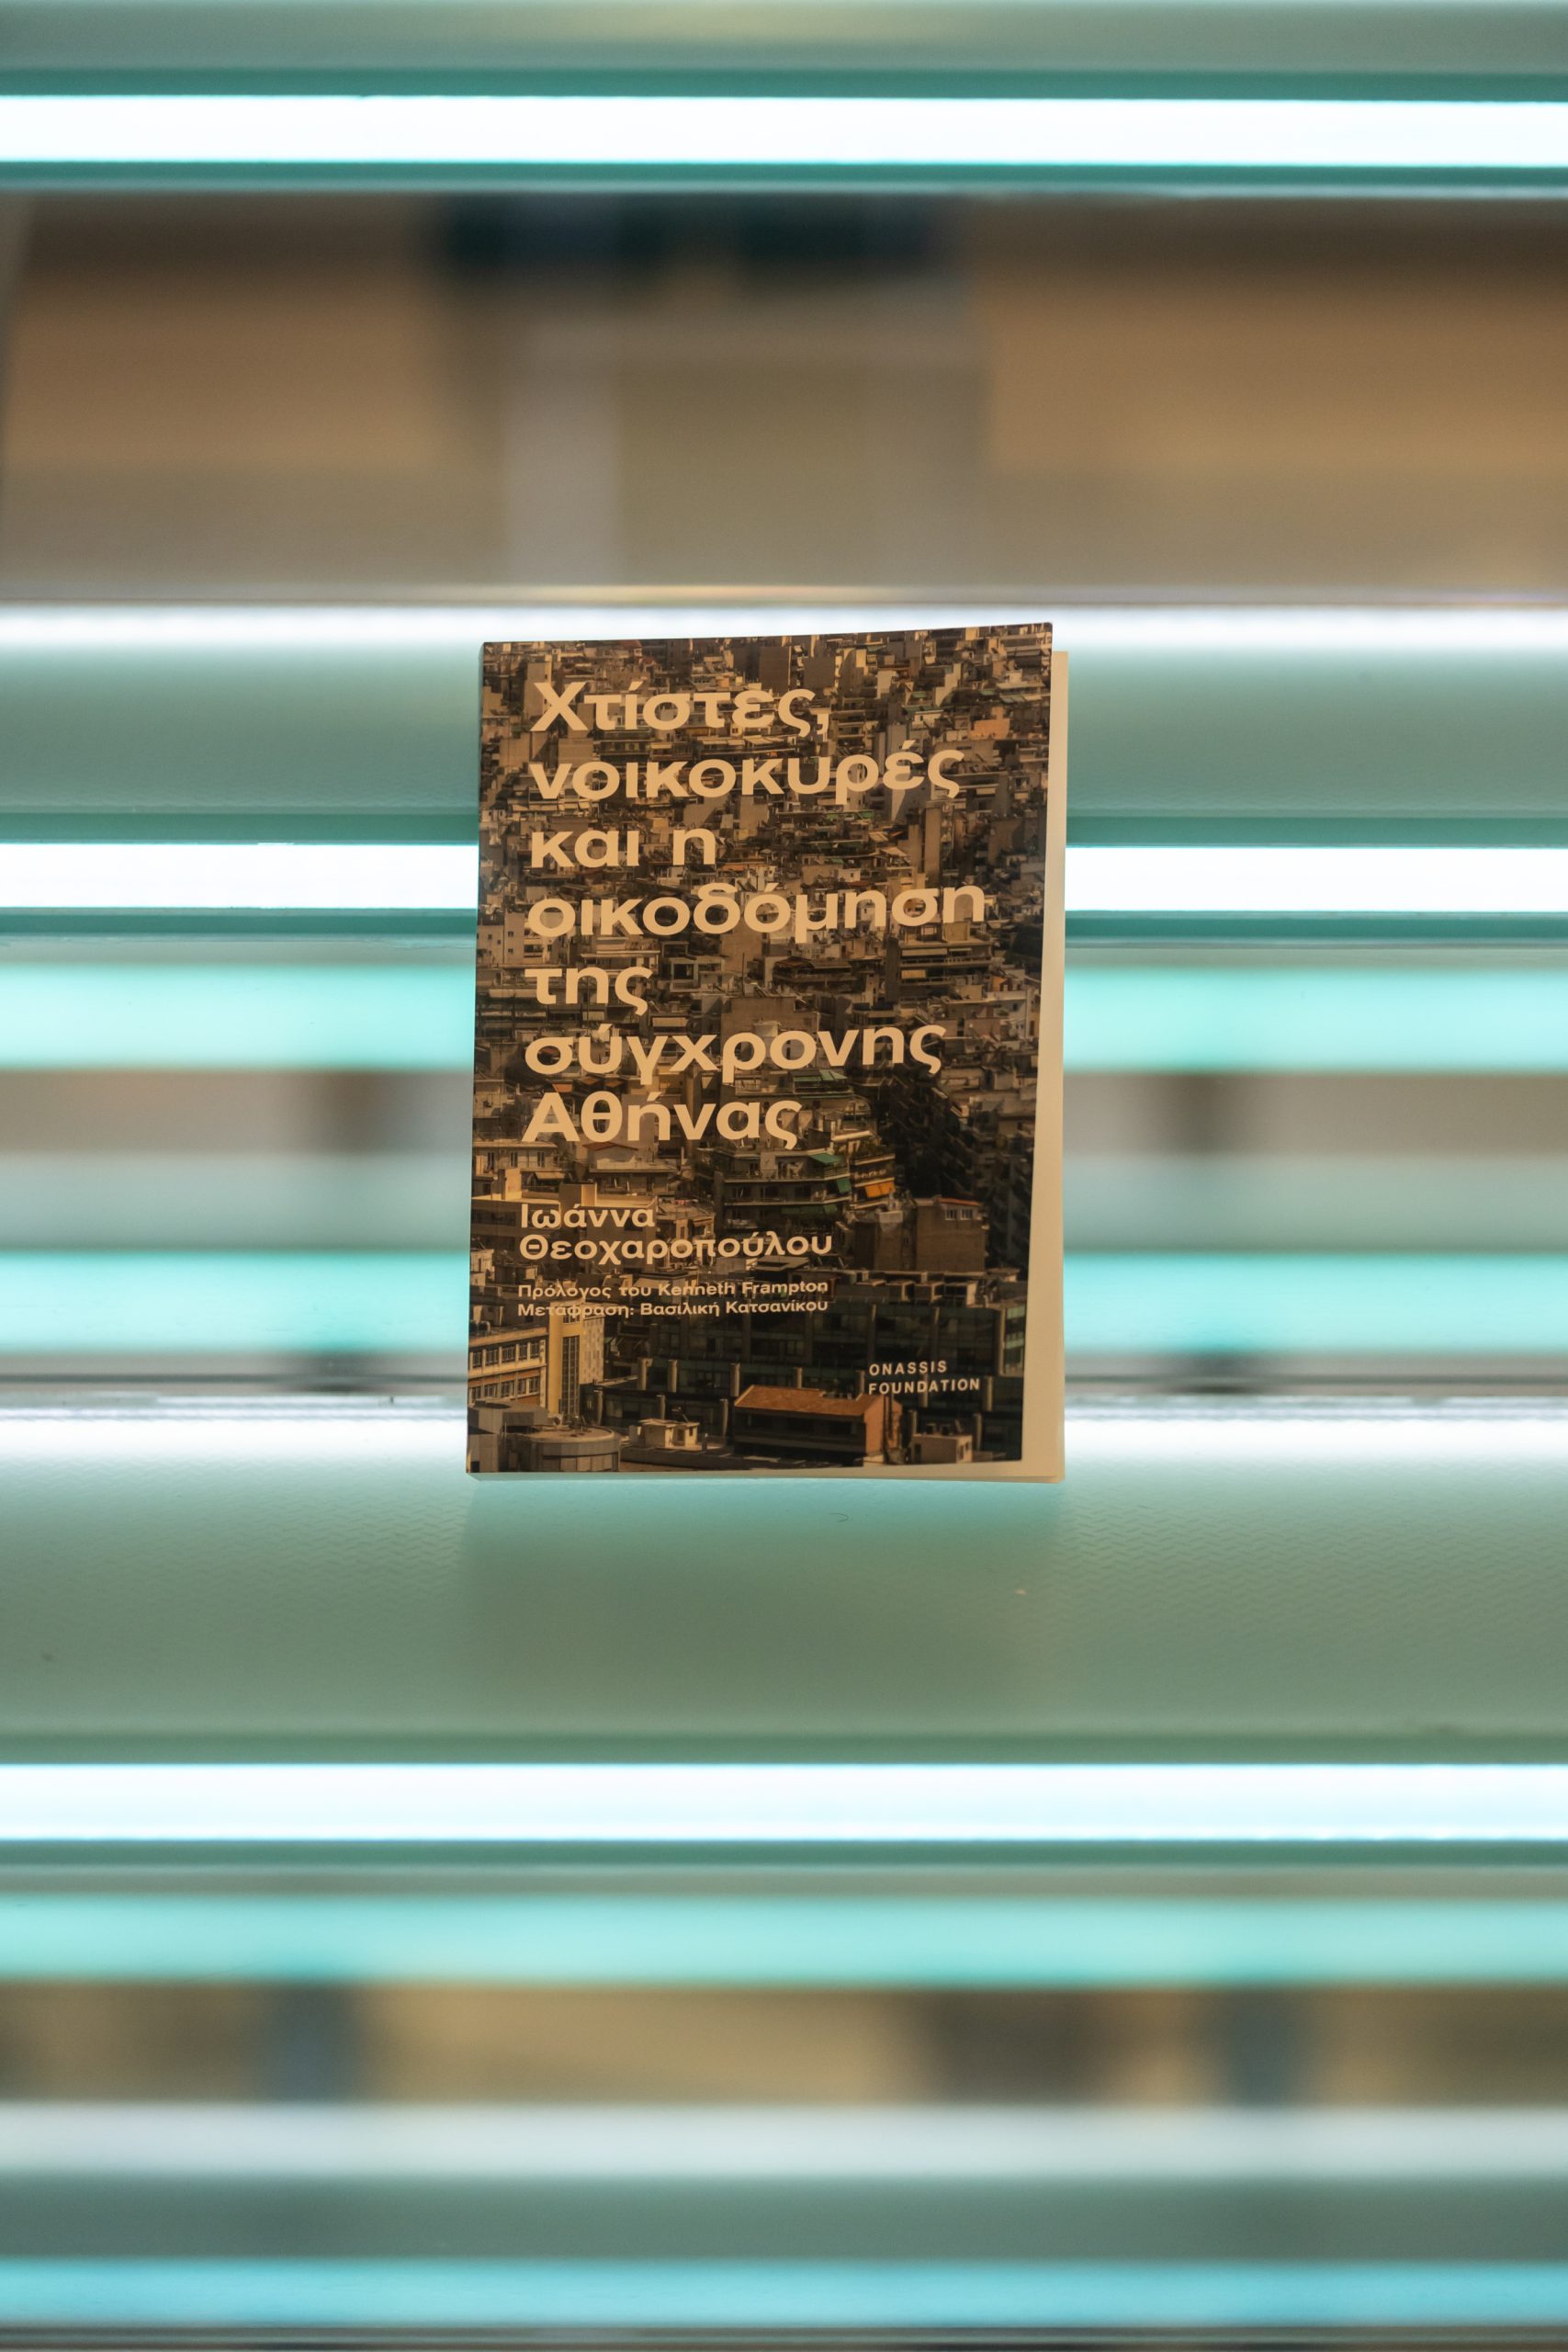 Χτίστες,
νοικοκυρές
και η
οικοδόμηση
της
σύγχρονης
Αθήνας
Ιωάννα
Θεοχαροπούλου
Πρόλογος του Kenneth Frampton
Μετάφραση: Βασιλική Κατσανίκου
ONASSIS
FOUNDATION